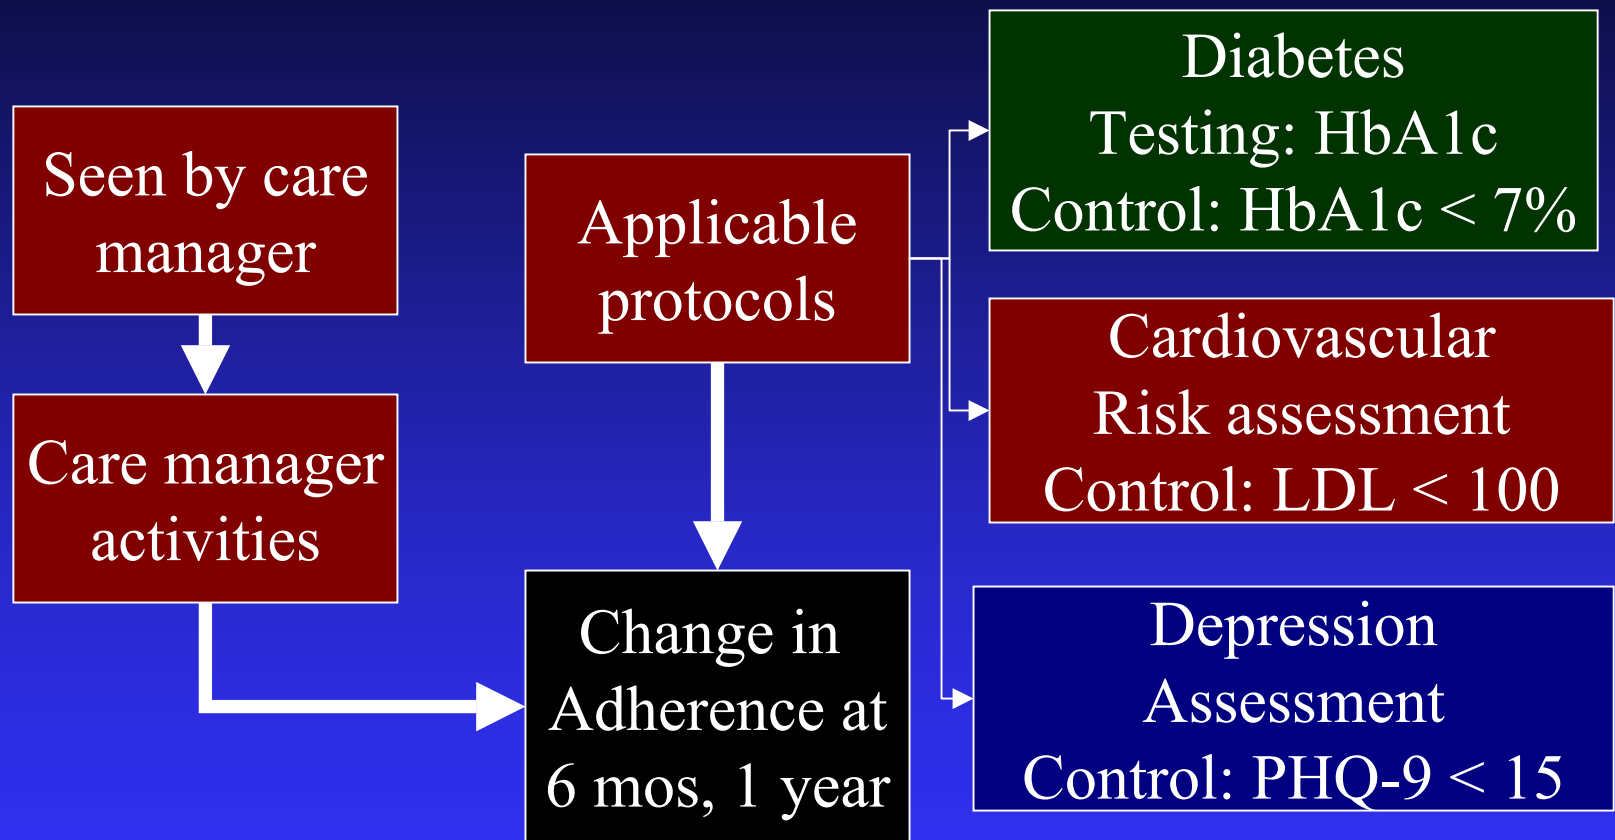 Seen by care
manager
Care manager
activities
Applicable
protocols
Change in
Adherence at
6 mos, 1 year
Diabetes
Testing: HbA1c
Control: HbA1c < 7%
Cardiovascular
Risk assessment
Control: LDL < 100
Depression
Assessment
Control: PHQ-9 < 15